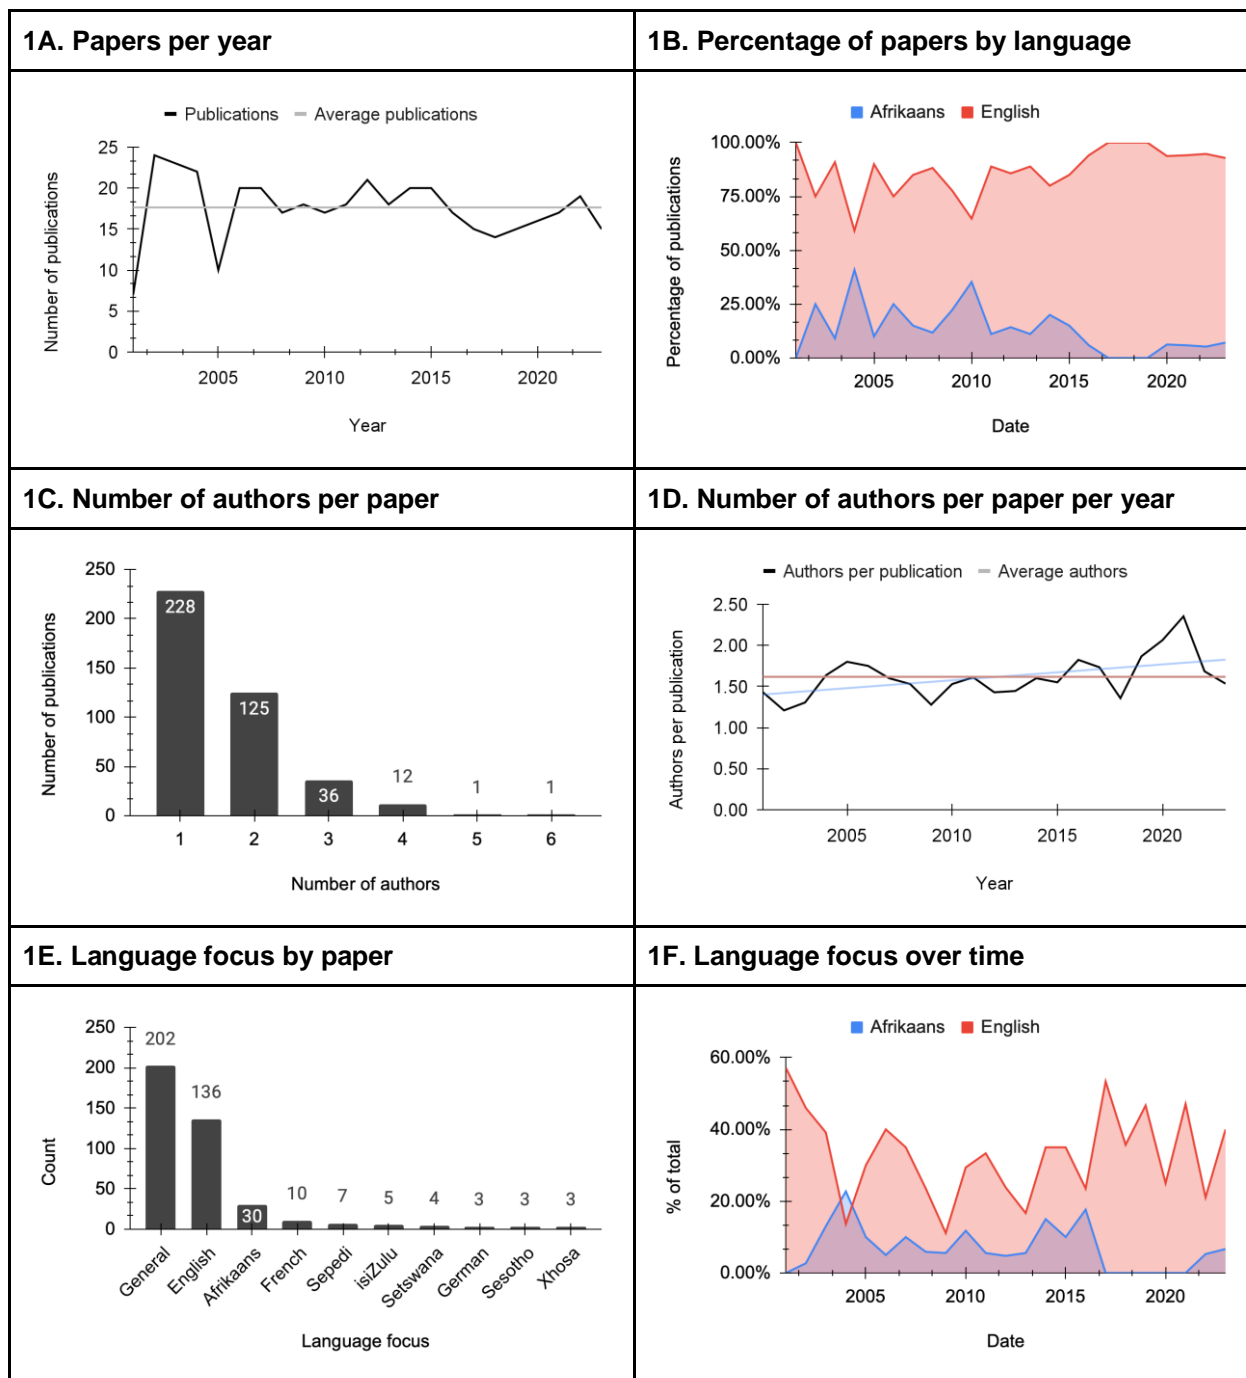 1A. Papers per year
Publications Average publications
25
20
15
10
5
0
Number of publications
2005 2010 2015 2020
Year
1B. Percentage of papers by language
Afrikaans English
100.00%
75.00%
50.00%
25.00%
0.00%
Percentage of publications
2005 2010 2015 2020
Date
1C. Number of authors per paper
250
200
150
100
50
0
Number of publications
228
125
36
12
1
1
1 2 3 4 5 6
Number of authors
1D. Number of authors per paper per year
Authors per publication Average authors
2.50
2.00
1.50
1.00
0.50
0.00
Authors per publication
2005 2010 2015 2020
Year
1E. Language focus by paper
250
200
150
100
50
0
Count
202
136
30
10
7
5
4
3
3
3
General English Afrikaans French Sepedi isiZulu Setswana German Sesotho Xhosa
Language focus
1F. Language focus over time
Afrikaans English
60.00%
40.00%
20.00%
0.00%
% of total
2005 2010 2015 2020
Date